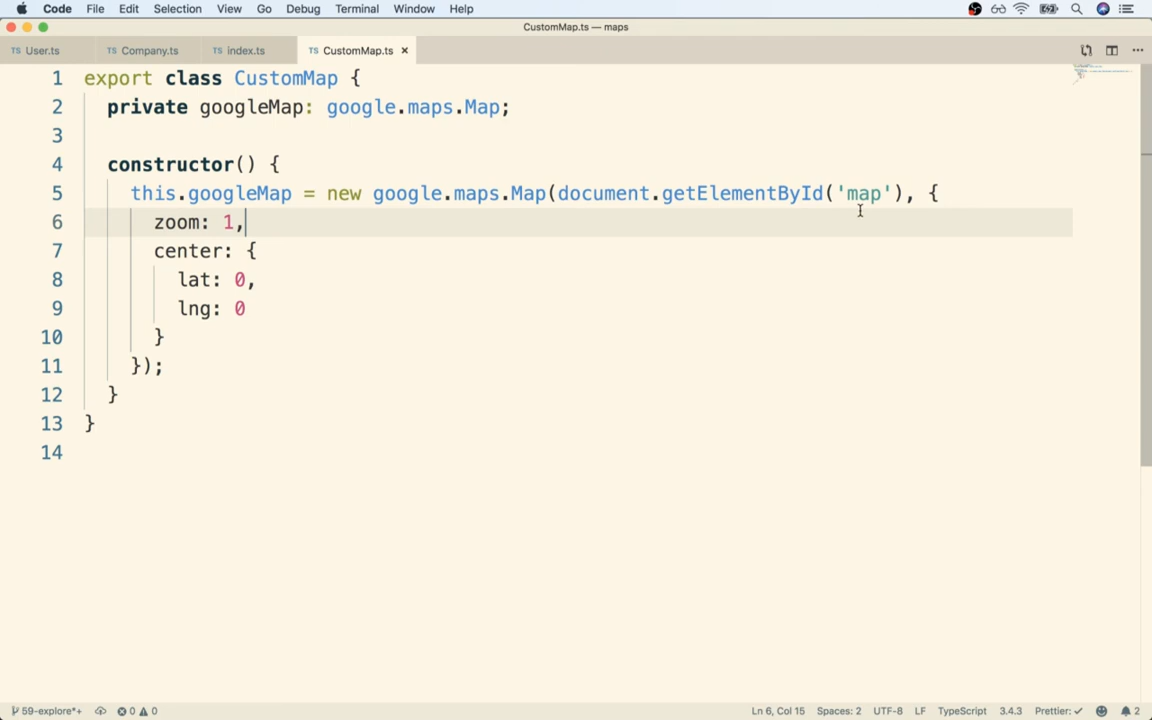 Code File Edit Selection View Go Debug Terminal Window Help
CustomMap.ts — maps
TS User.ts TS Company.ts TS index.ts TS CustomMap.ts ×
1 export class CustomMap {
2 private googleMap: google.maps.Map;
3
4 constructor() {
5 this.googleMap = new google.maps.Map(document.getElementById('map'), {
6 zoom: 1,
7 center: {
8 lat: 0,
9 lng: 0
10 }
11 });
12 }
13 }
14
59-explore*+ 0 0 Ln 6, Col 15 Spaces: 2 UTF-8 LF TypeScript 3.4.3 Prettier: ✓ 2